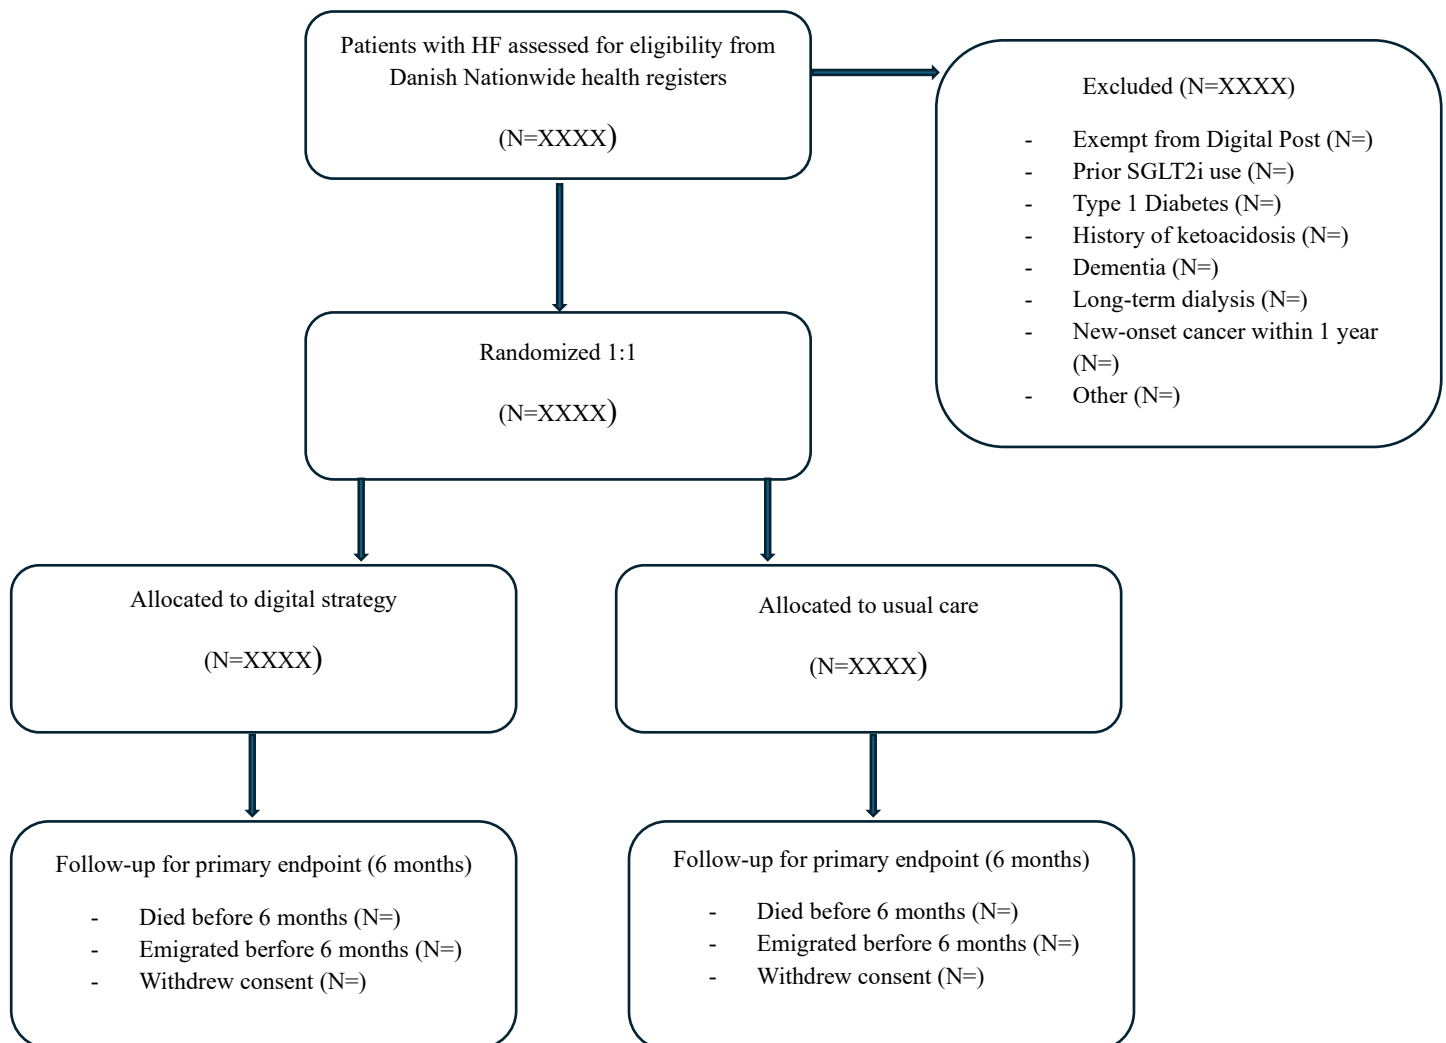 Patients with HF assessed for eligibility from
Danish Nationwide health registers
(N=XXXX)
Excluded (N=XXXX)
- Exempt from Digital Post (N=)
- Prior SGLT2i use (N=)
- Type 1 Diabetes (N=)
- History of ketoacidosis (N=)
- Dementia (N=)
- Long-term dialysis (N=)
- New-onset cancer within 1 year
(N=)
- Other (N=)
Randomized 1:1
(N=XXXX)
Allocated to digital strategy
(N=XXXX)
Allocated to usual care
(N=XXXX)
Follow-up for primary endpoint (6 months)
- Died before 6 months (N=)
- Emigrated berfore 6 months (N=)
- Withdrew consent (N=)
Follow-up for primary endpoint (6 months)
- Died before 6 months (N=)
- Emigrated berfore 6 months (N=)
- Withdrew consent (N=)